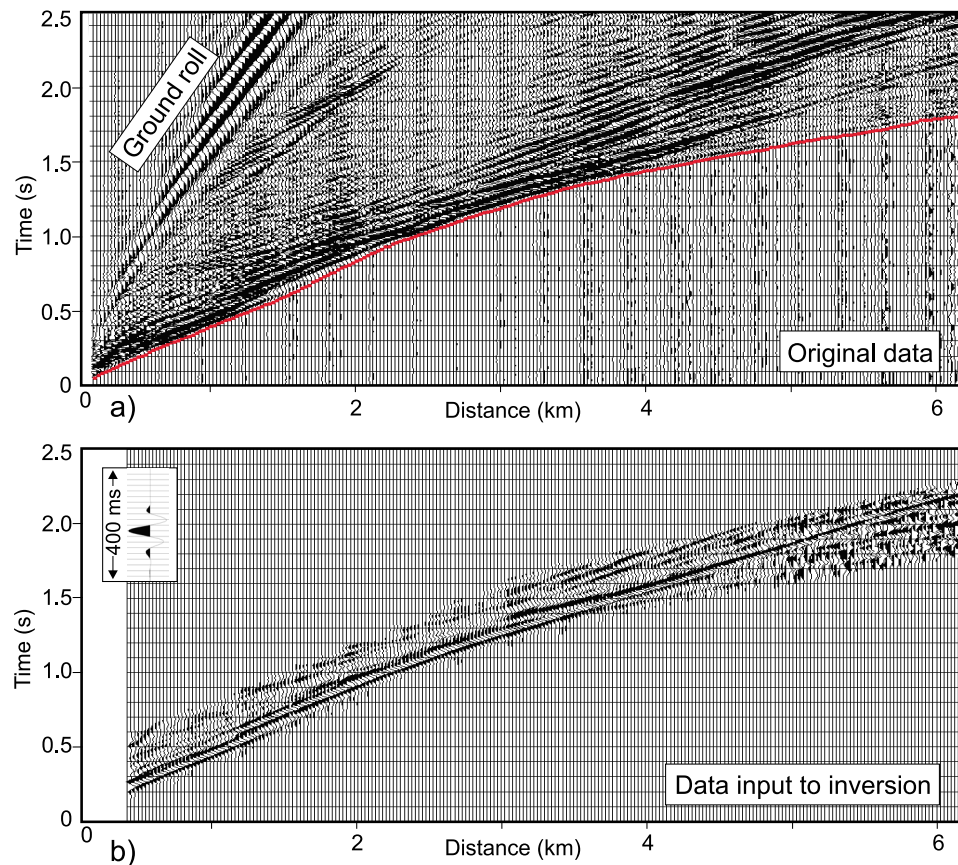 2.5
2.0
1.5
1.0
0.5
0
Time (s)
Ground roll
Original data
0
2
4
6
a)
Distance (km)
2.5
2.0
1.5
1.0
0.5
0
Time (s)
400 ms
Data input to inversion
0
2
4
6
b)
Distance (km)